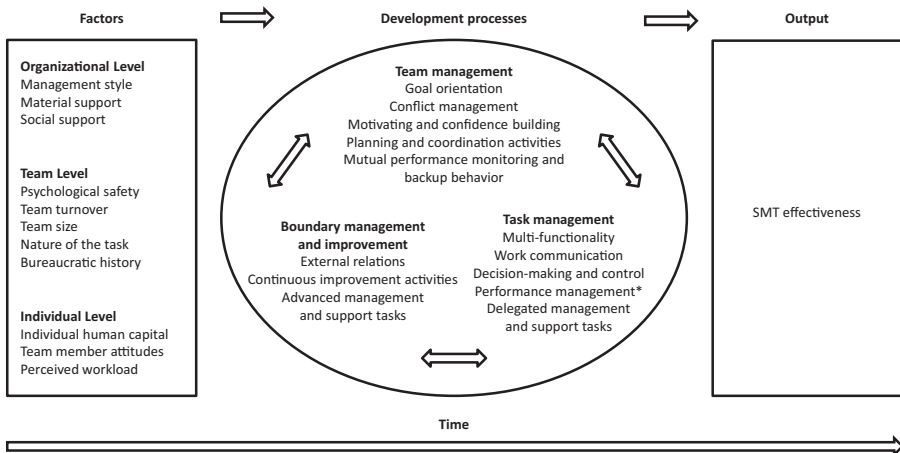 Factors
Development processes
Output
Organizational Level
Management style
Material support
Social support
Team Level
Psychological safety
Team turnover
Team size
Nature of the task
Bureaucratic history
Individual Level
Individual human capital
Team member attitudes
Perceived workload
Team management
Goal orientation
Conflict management
Motivating and confidence building
Planning and coordination activities
Mutual performance monitoring and
backup behavior
Boundary management
and improvement
External relations
Continuous improvement activities
Advanced management
and support tasks
Task management
Multi-functionality
Work communication
Decision-making and control
Performance management*
Delegated management
and support tasks
SMT effectiveness
Time